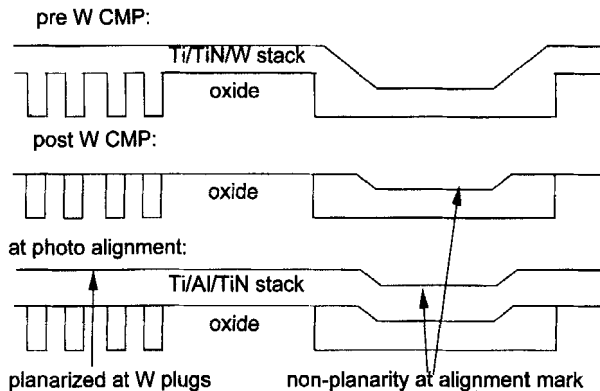 pre W CMP:
Ti/TiN/W stack
oxide
post W CMP:
oxide
at photo alignment:
Ti/Al/TiN stack
oxide
planarized at W plugs
non-planarity at alignment mark